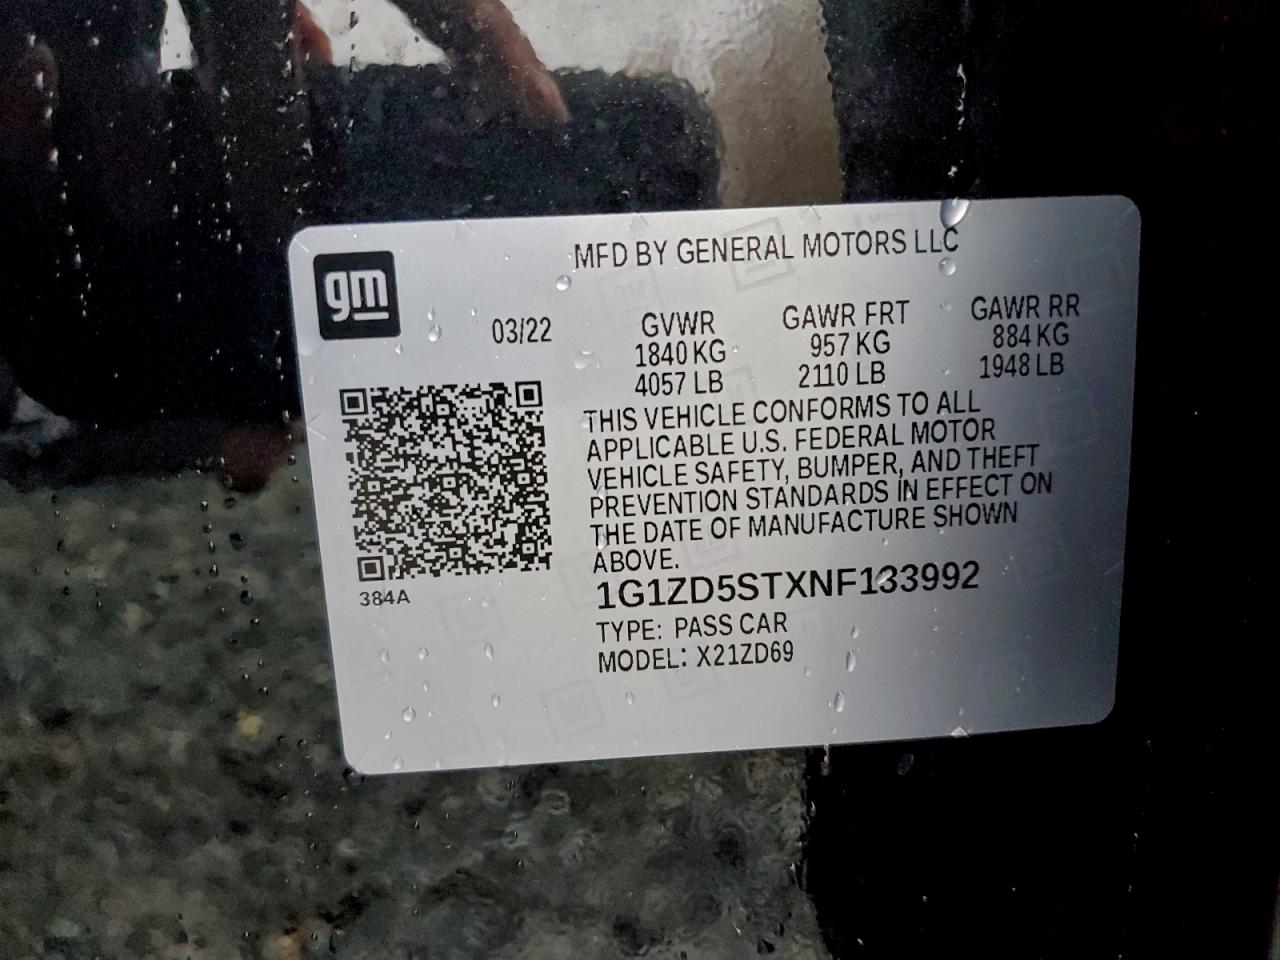 gm
MFD BY GENERAL MOTORS LLC
03/22
GVWR GAWR FRT GAWR RR
1840 KG 957 KG 884 KG
4057 LB 2110 LB 1948 LB
THIS VEHICLE CONFORMS TO ALL
APPLICABLE U.S. FEDERAL MOTOR
VEHICLE SAFETY, BUMPER, AND THEFT
PREVENTION STANDARDS IN EFFECT ON
THE DATE OF MANUFACTURE SHOWN
ABOVE.
384A
1G1ZD5STXNF133992
TYPE: PASS CAR
MODEL: X21ZD69